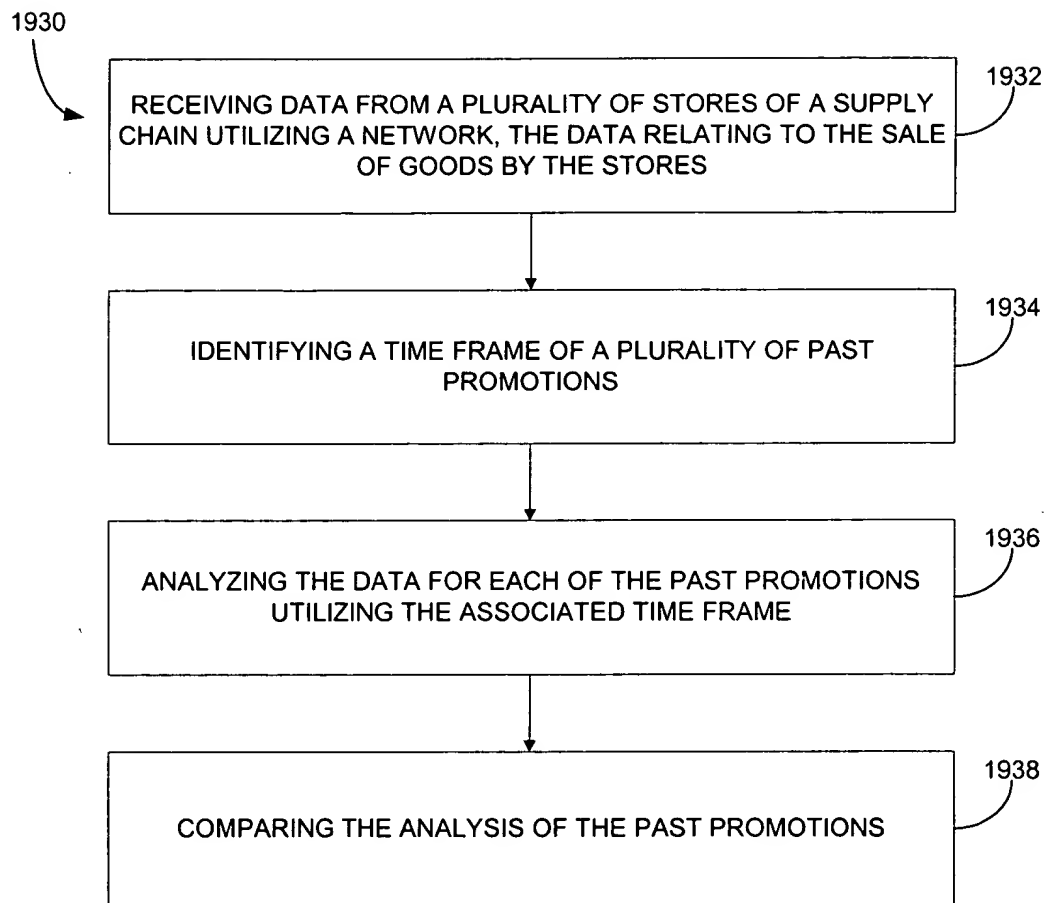 1930
1932
RECEIVING DATA FROM A PLURALITY OF STORES OF A SUPPLY
CHAIN UTILIZING A NETWORK, THE DATA RELATING TO THE SALE
OF GOODS BY THE STORES
1934
IDENTIFYING A TIME FRAME OF A PLURALITY OF PAST
PROMOTIONS
1936
ANALYZING THE DATA FOR EACH OF THE PAST PROMOTIONS
UTILIZING THE ASSOCIATED TIME FRAME
1938
COMPARING THE ANALYSIS OF THE PAST PROMOTIONS